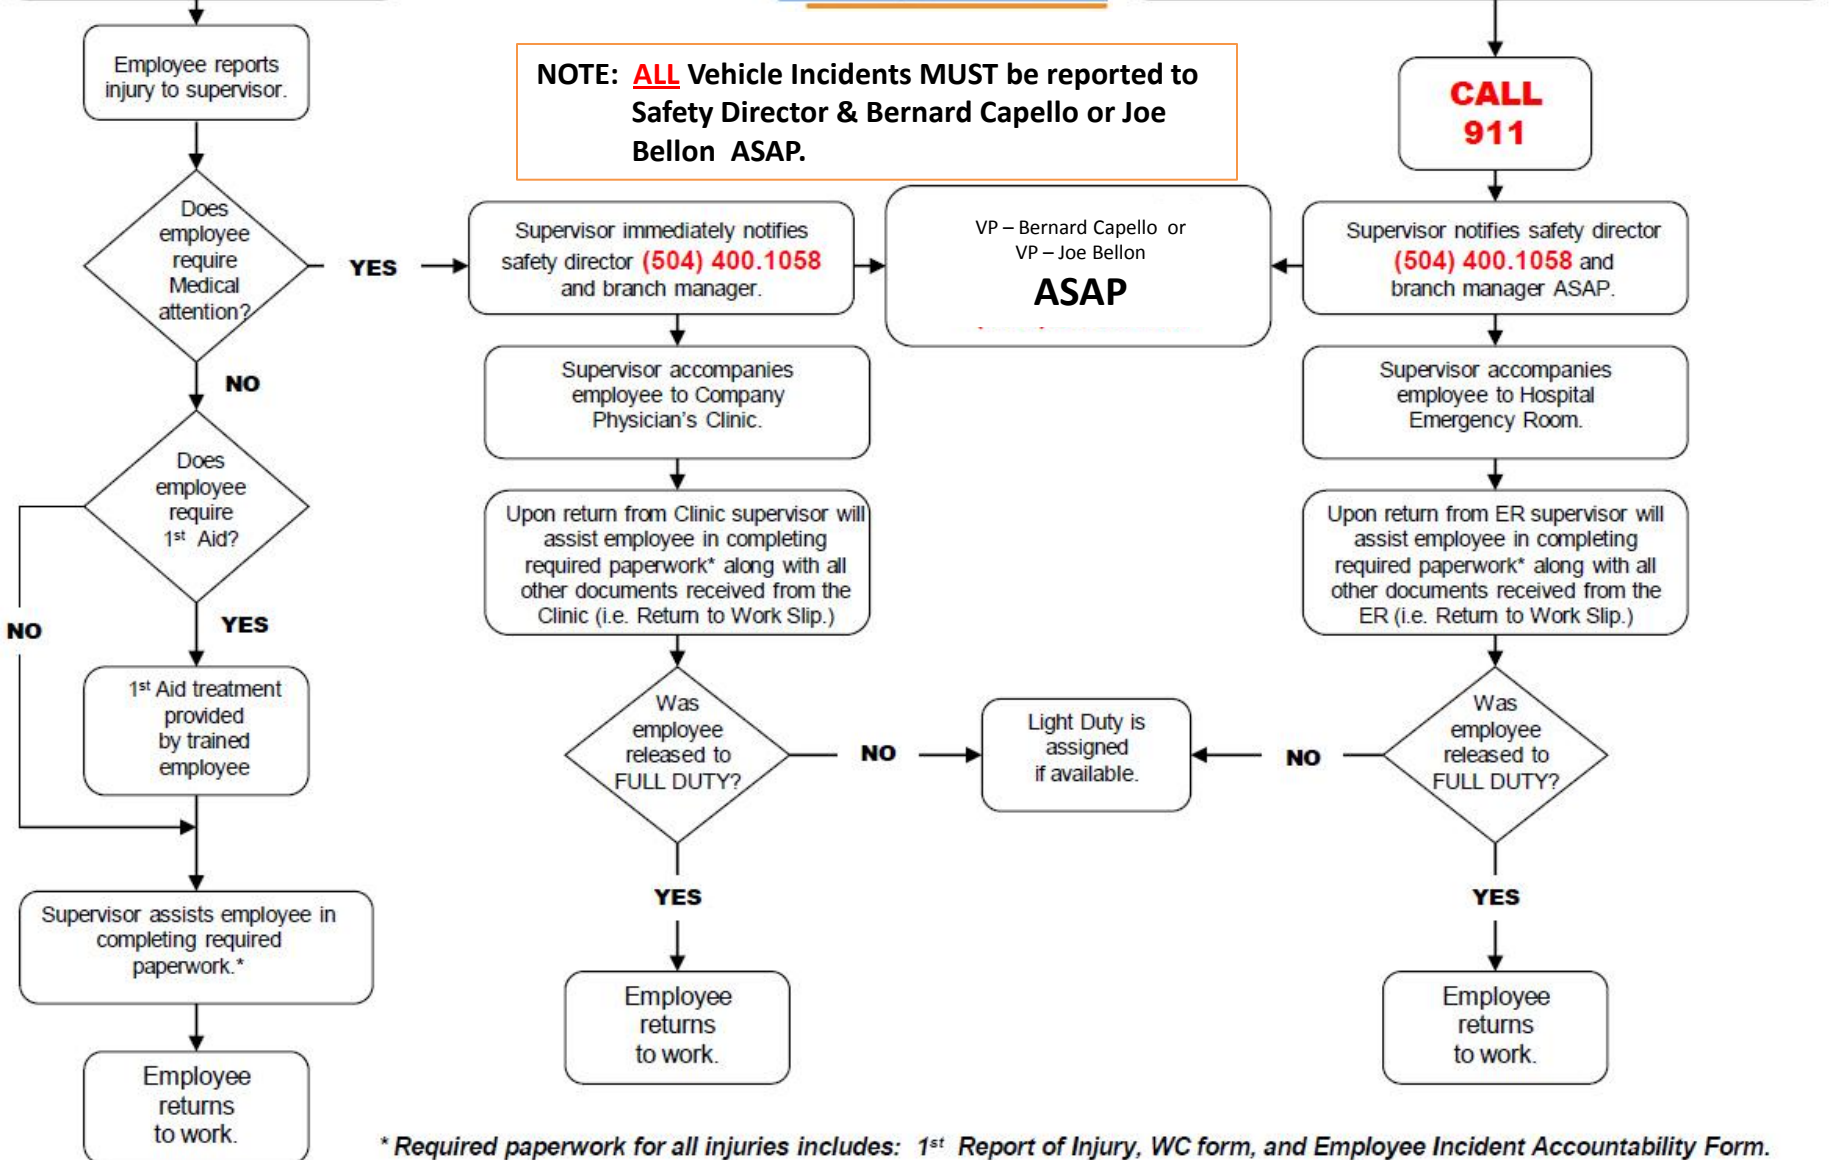 Employee reports
injury to supervisor.
NOTE: ALL Vehicle Incidents MUST be reported to
Safety Director & Bernard Capello or Joe
Bellon ASAP.
CALL
911
Does
employee
require
Medical
attention?
YES
Supervisor immediately notifies
safety director (504) 400.1058
and branch manager.
VP – Bernard Capello or
VP – Joe Bellon
ASAP
Supervisor notifies safety director
(504) 400.1058 and
branch manager ASAP.
NO
Supervisor accompanies
employee to Company
Physician's Clinic.
Supervisor accompanies
employee to Hospital
Emergency Room.
Does
employee
require
1st Aid?
NO
YES
Upon return from Clinic supervisor will
assist employee in completing
required paperwork* along with all
other documents received from the
Clinic (i.e. Return to Work Slip.)
Upon return from ER supervisor will
assist employee in completing
required paperwork* along with all
other documents received from the
ER (i.e. Return to Work Slip.)
1st Aid treatment
provided
by trained
employee
Was
employee
released to
FULL DUTY?
NO
Light Duty is
assigned
if available.
NO
Was
employee
released to
FULL DUTY?
YES
YES
Supervisor assists employee in
completing required
paperwork.*
Employee
returns
to work.
Employee
returns
to work.
Employee
returns
to work.
* Required paperwork for all injuries includes: 1st Report of Injury, WC form, and Employee Incident Accountability Form.